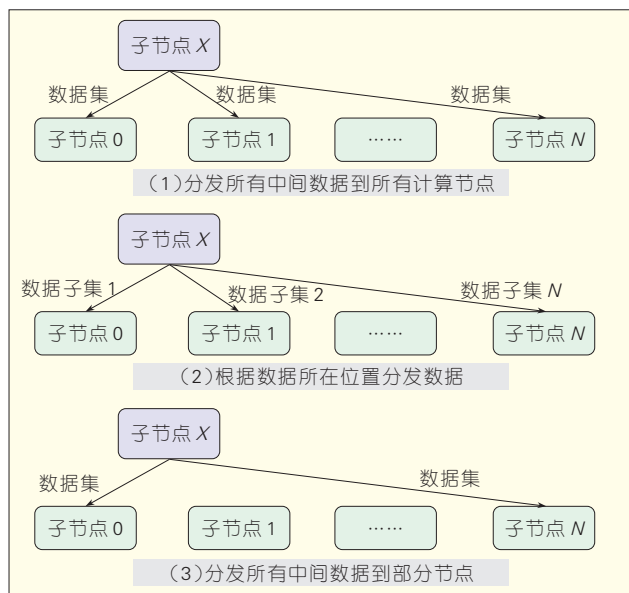 子节点 X
数据集 数据集 数据集
子节点 0 子节点 1 …… 子节点 N
（1）分发所有中间数据到所有计算节点
子节点 X
数据子集 1 数据子集 2 数据子集 N
子节点 0 子节点 1 …… 子节点 N
（2）根据数据所在位置分发数据
子节点 X
数据集 数据集
子节点 0 子节点 1 …… 子节点 N
（3）分发所有中间数据到部分节点